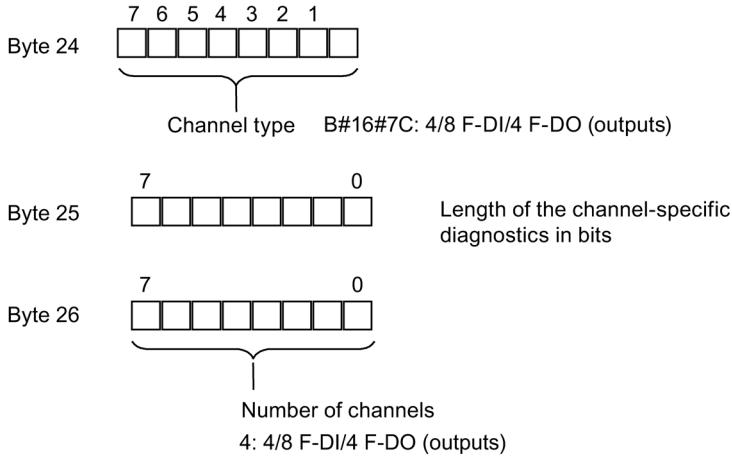 7 6 5 4 3 2 1
Byte 24
Channel type B#16#7C: 4/8 F-DI/4 F-DO (outputs)
7 0
Byte 25
Length of the channel-specific
diagnostics in bits
7 0
Byte 26
Number of channels
4: 4/8 F-DI/4 F-DO (outputs)